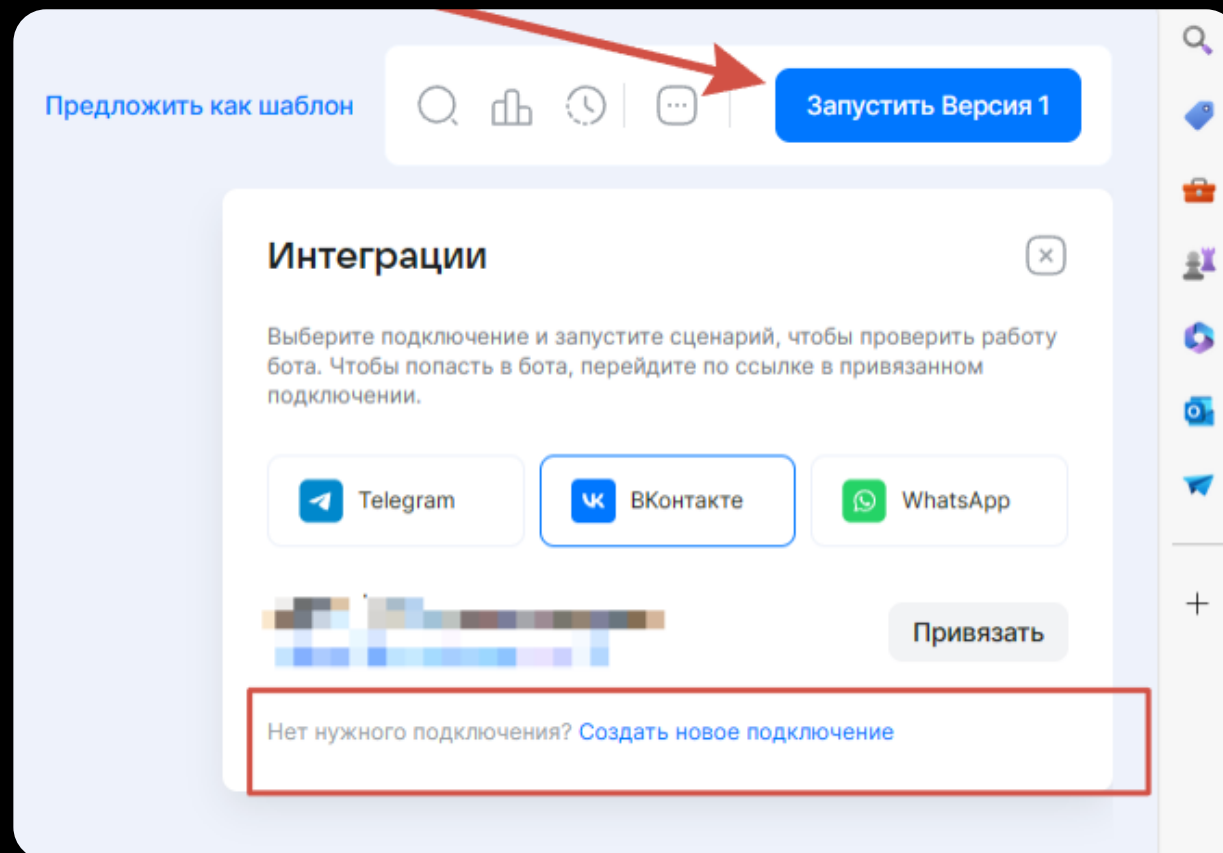 Предложить как шаблон
Запустить Версия 1
Интеграции
Выберите подключение и запустите сценарий, чтобы проверить работу
бота. Чтобы попасть в бота, перейдите по ссылке в привязанном
подключении.
Telegram
ВКонтакте
WhatsApp
Привязать
Нет нужного подключения? Создать новое подключение